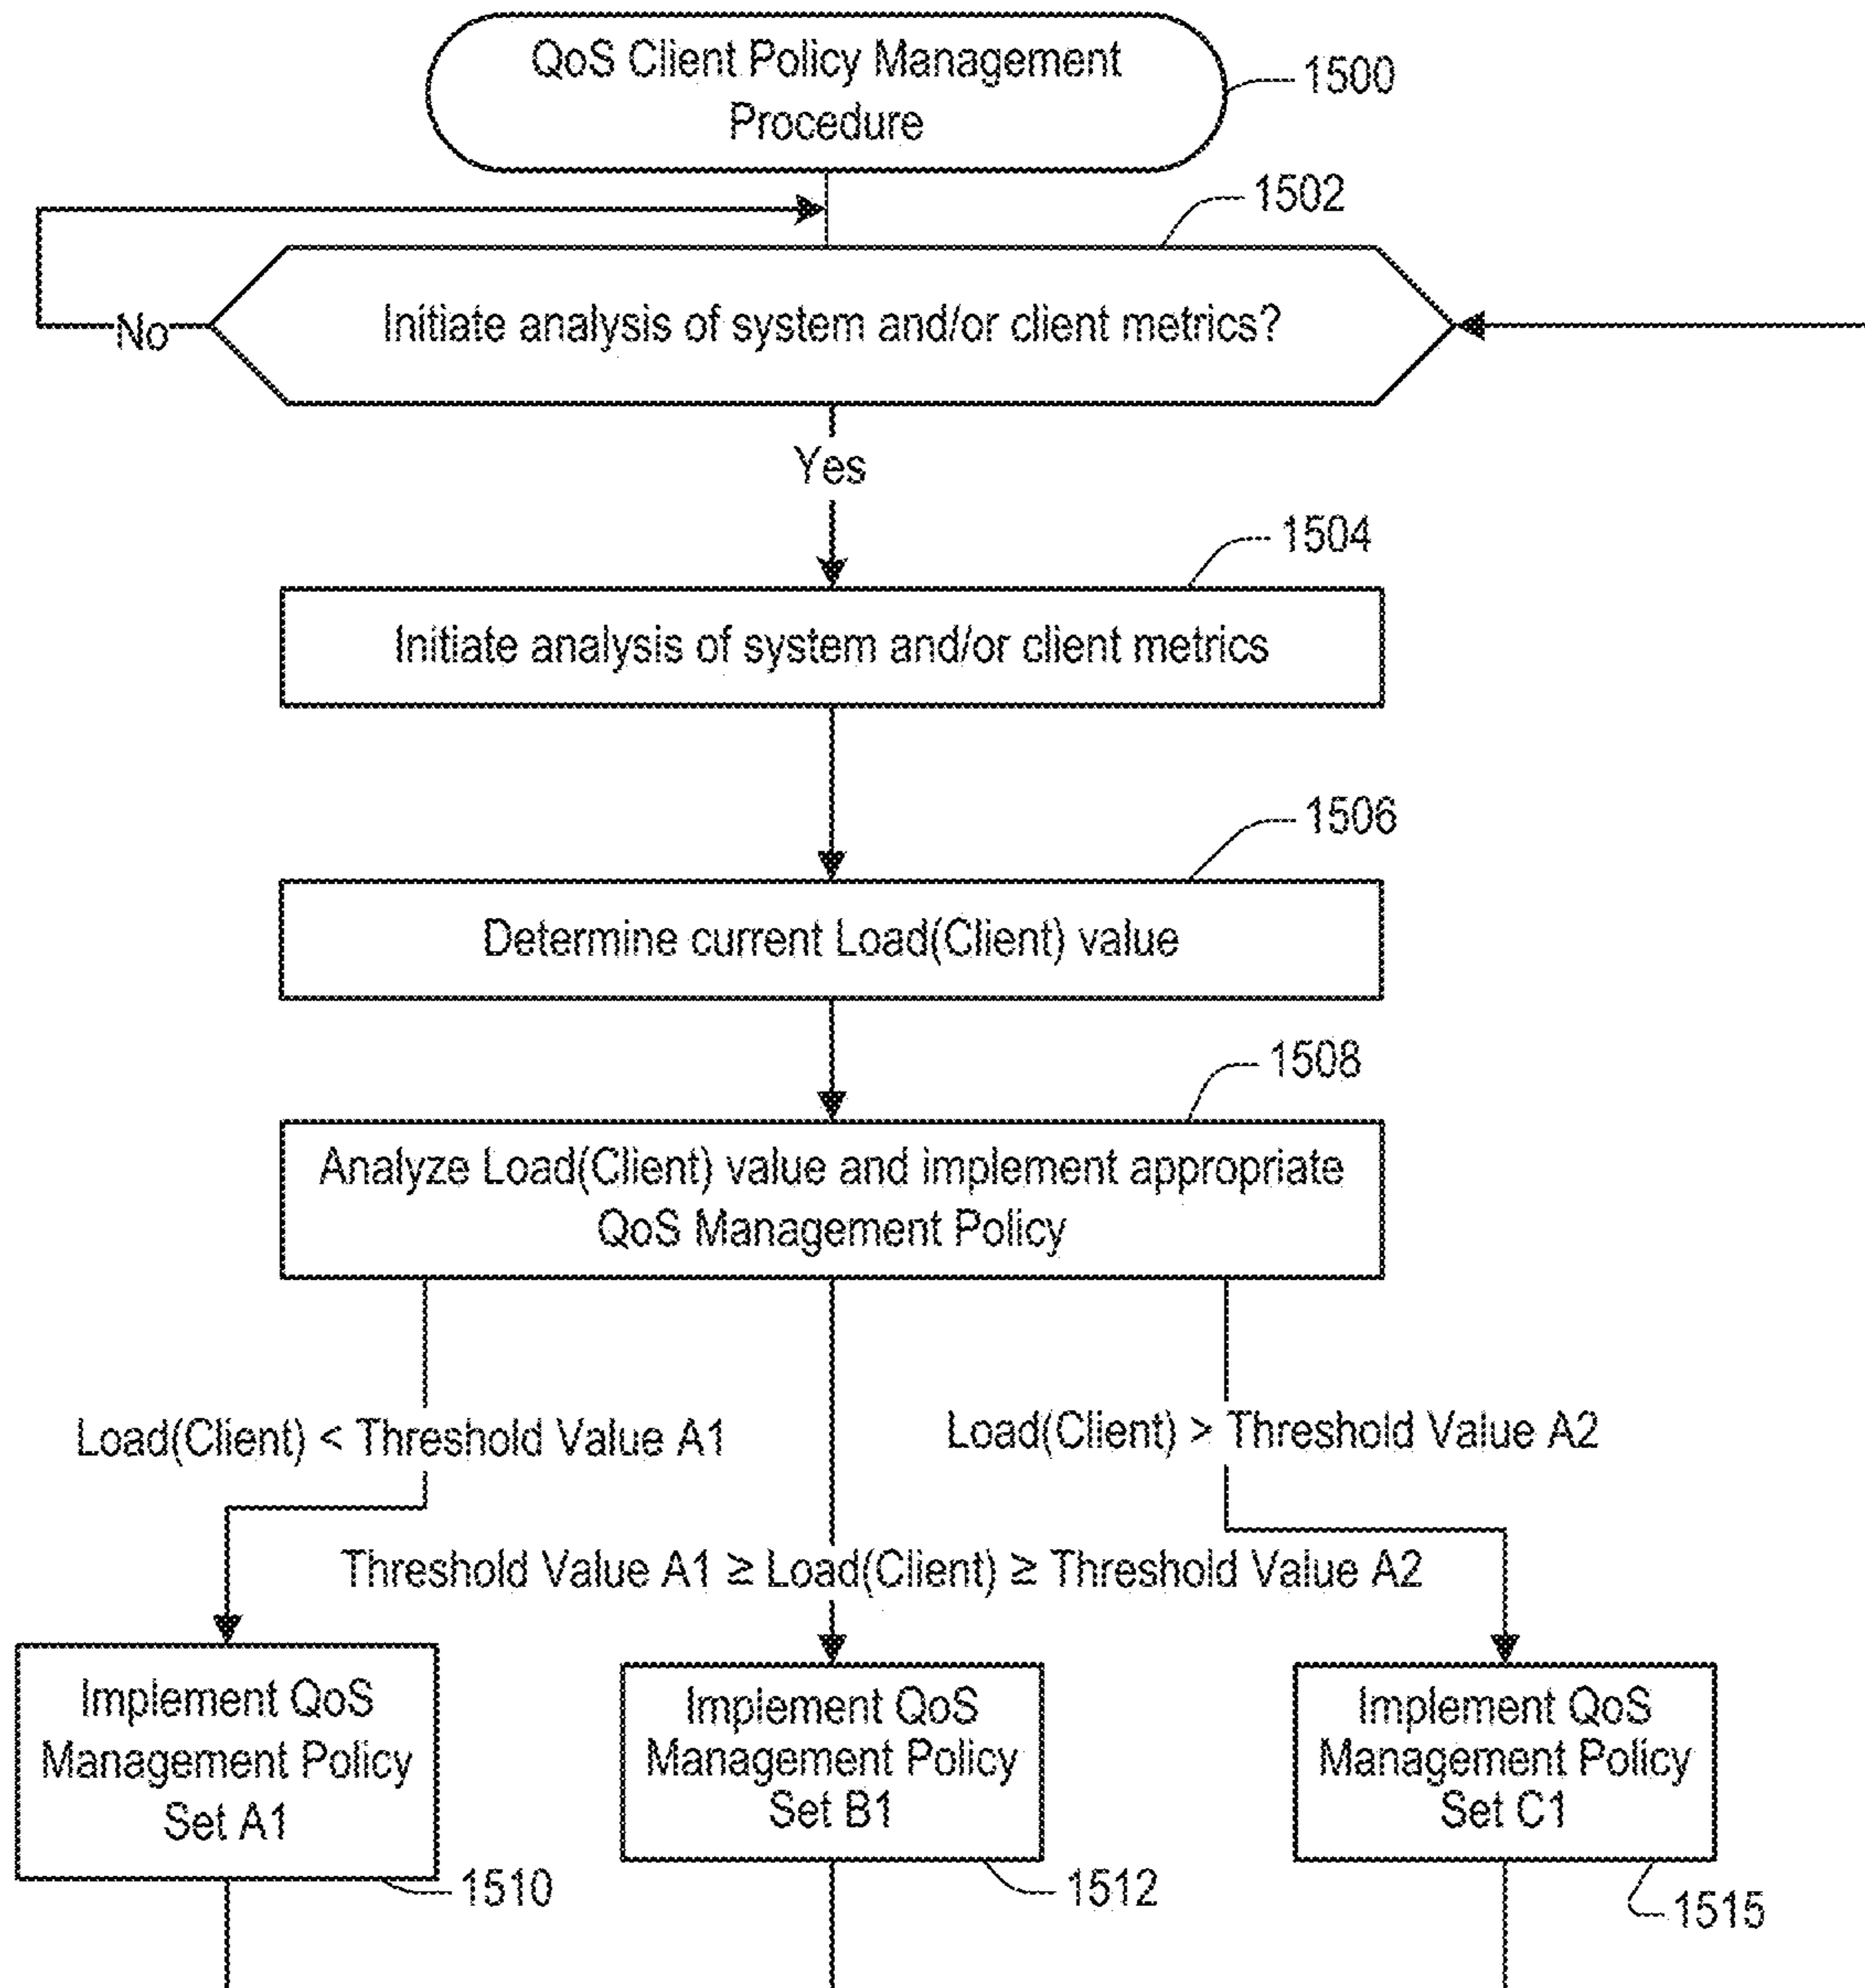 QoS Client Policy Management
Procedure
1500
1502
Initiate analysis of system and/or client metrics?
No
Yes
1504
Initiate analysis of system and/or client metrics
1506
Determine current Load(Client) value
1508
Analyze Load(Client) value and implement appropriate
QoS Management Policy
Load(Client) < Threshold Value A1
Load(Client) > Threshold Value A2
Threshold Value A1 ≥ Load(Client) ≥ Threshold Value A2
Implement QoS
Management Policy
Set A1
1510
Implement QoS
Management Policy
Set B1
1512
Implement QoS
Management Policy
Set C1
1515